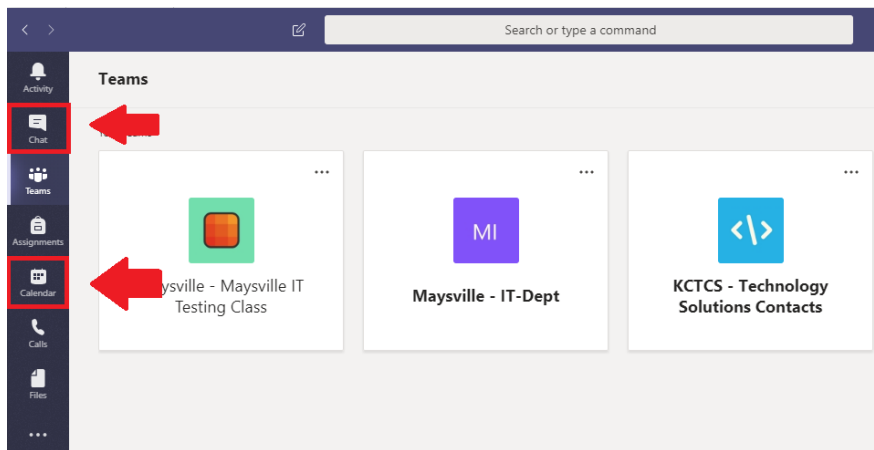 Search or type a command
Activity
Chat
Teams
Assignments
Calendar
Calls
Files
Teams
ysville - Maysville IT
Testing Class
MI
Maysville - IT-Dept
KCTCS - Technology
Solutions Contacts